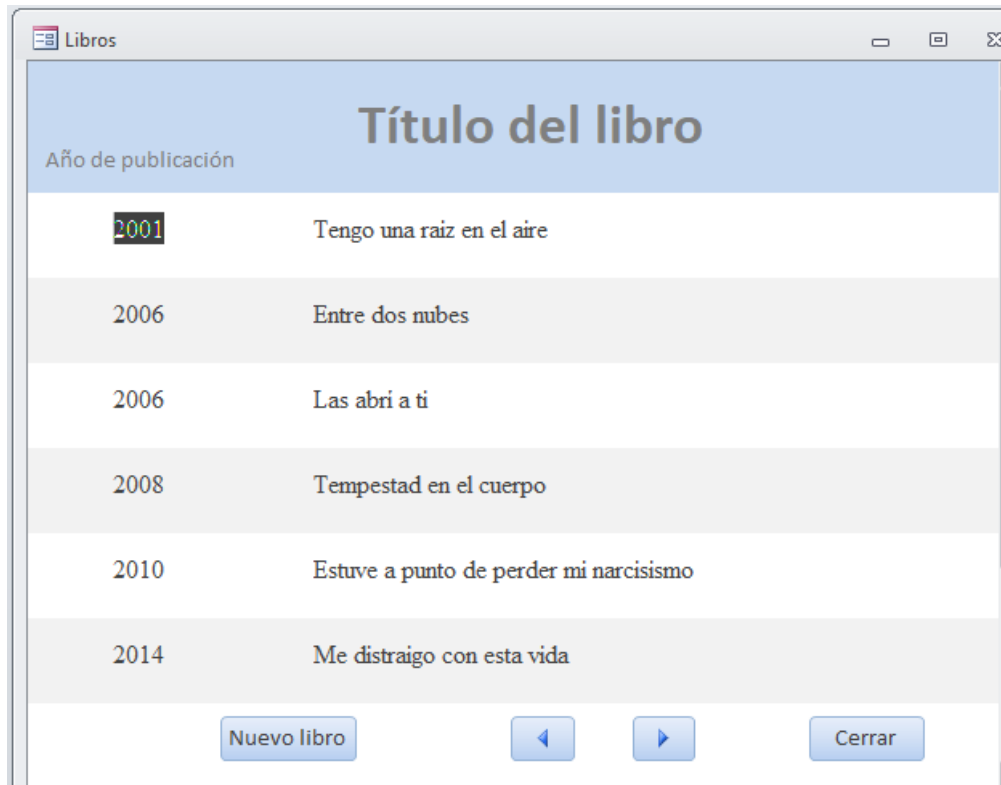 Libros
Título del libro
Año de publicación
2001 Tengo una raiz en el aire
2006 Entre dos nubes
2006 Las abri a ti
2008 Tempestad en el cuerpo
2010 Estuve a punto de perder mi narcisismo
2014 Me distraigo con esta vida
Nuevo libro Cerrar